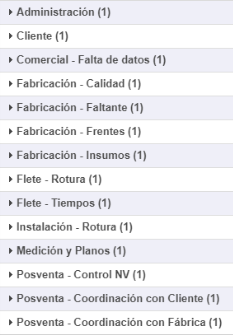 Administración (1)
Cliente (1)
Comercial - Falta de datos (1)
Fabricación - Calidad (1)
Fabricación - Faltante (1)
Fabricación - Frentes (1)
Fabricación - Insumos (1)
Flete - Rotura (1)
Flete - Tiempos (1)
Instalación - Rotura (1)
Medición y Planos (1)
Posventa - Control NV (1)
Posventa - Coordinación con Cliente (1)
Posventa - Coordinación con Fábrica (1)